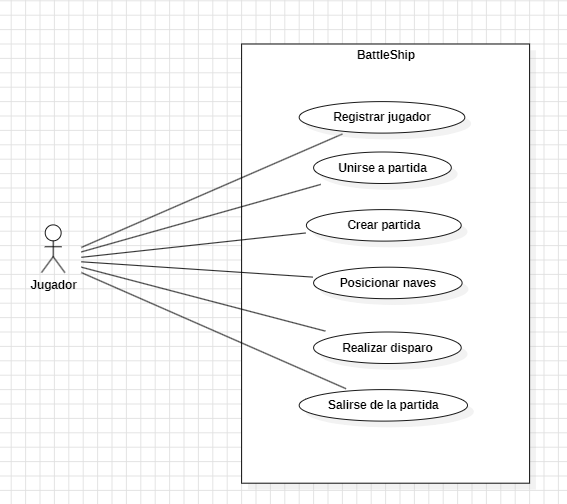 BattleShip
Registrar jugador
Unirse a partida
Crear partida
Posicionar naves
Realizar disparo
Salirse de la partida
Jugador